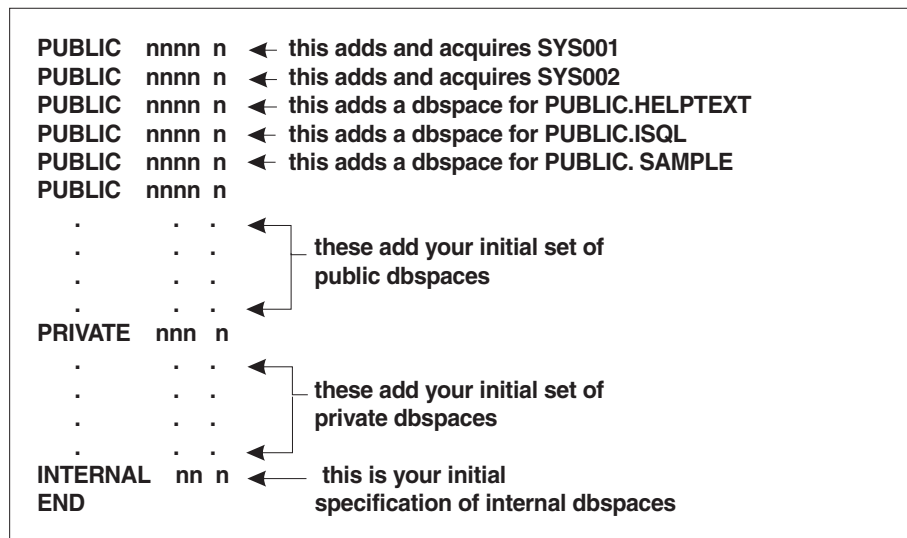 PUBLIC nnnn n this adds and acquires SYS001
PUBLIC nnnn n this adds and acquires SYS002
PUBLIC nnnn n this adds a dbspace for PUBLIC.HELPTEXT
PUBLIC nnnn n this adds a dbspace for PUBLIC.ISQL
PUBLIC nnnn n this adds a dbspace for PUBLIC. SAMPLE
PUBLIC nnnn n
. . .
. . . these add your initial set of
. . . public dbspaces
. . .
PRIVATE nnn n
. . .
. . . these add your initial set of
. . . private dbspaces
. . .
INTERNAL nn n this is your initial
END specification of internal dbspaces